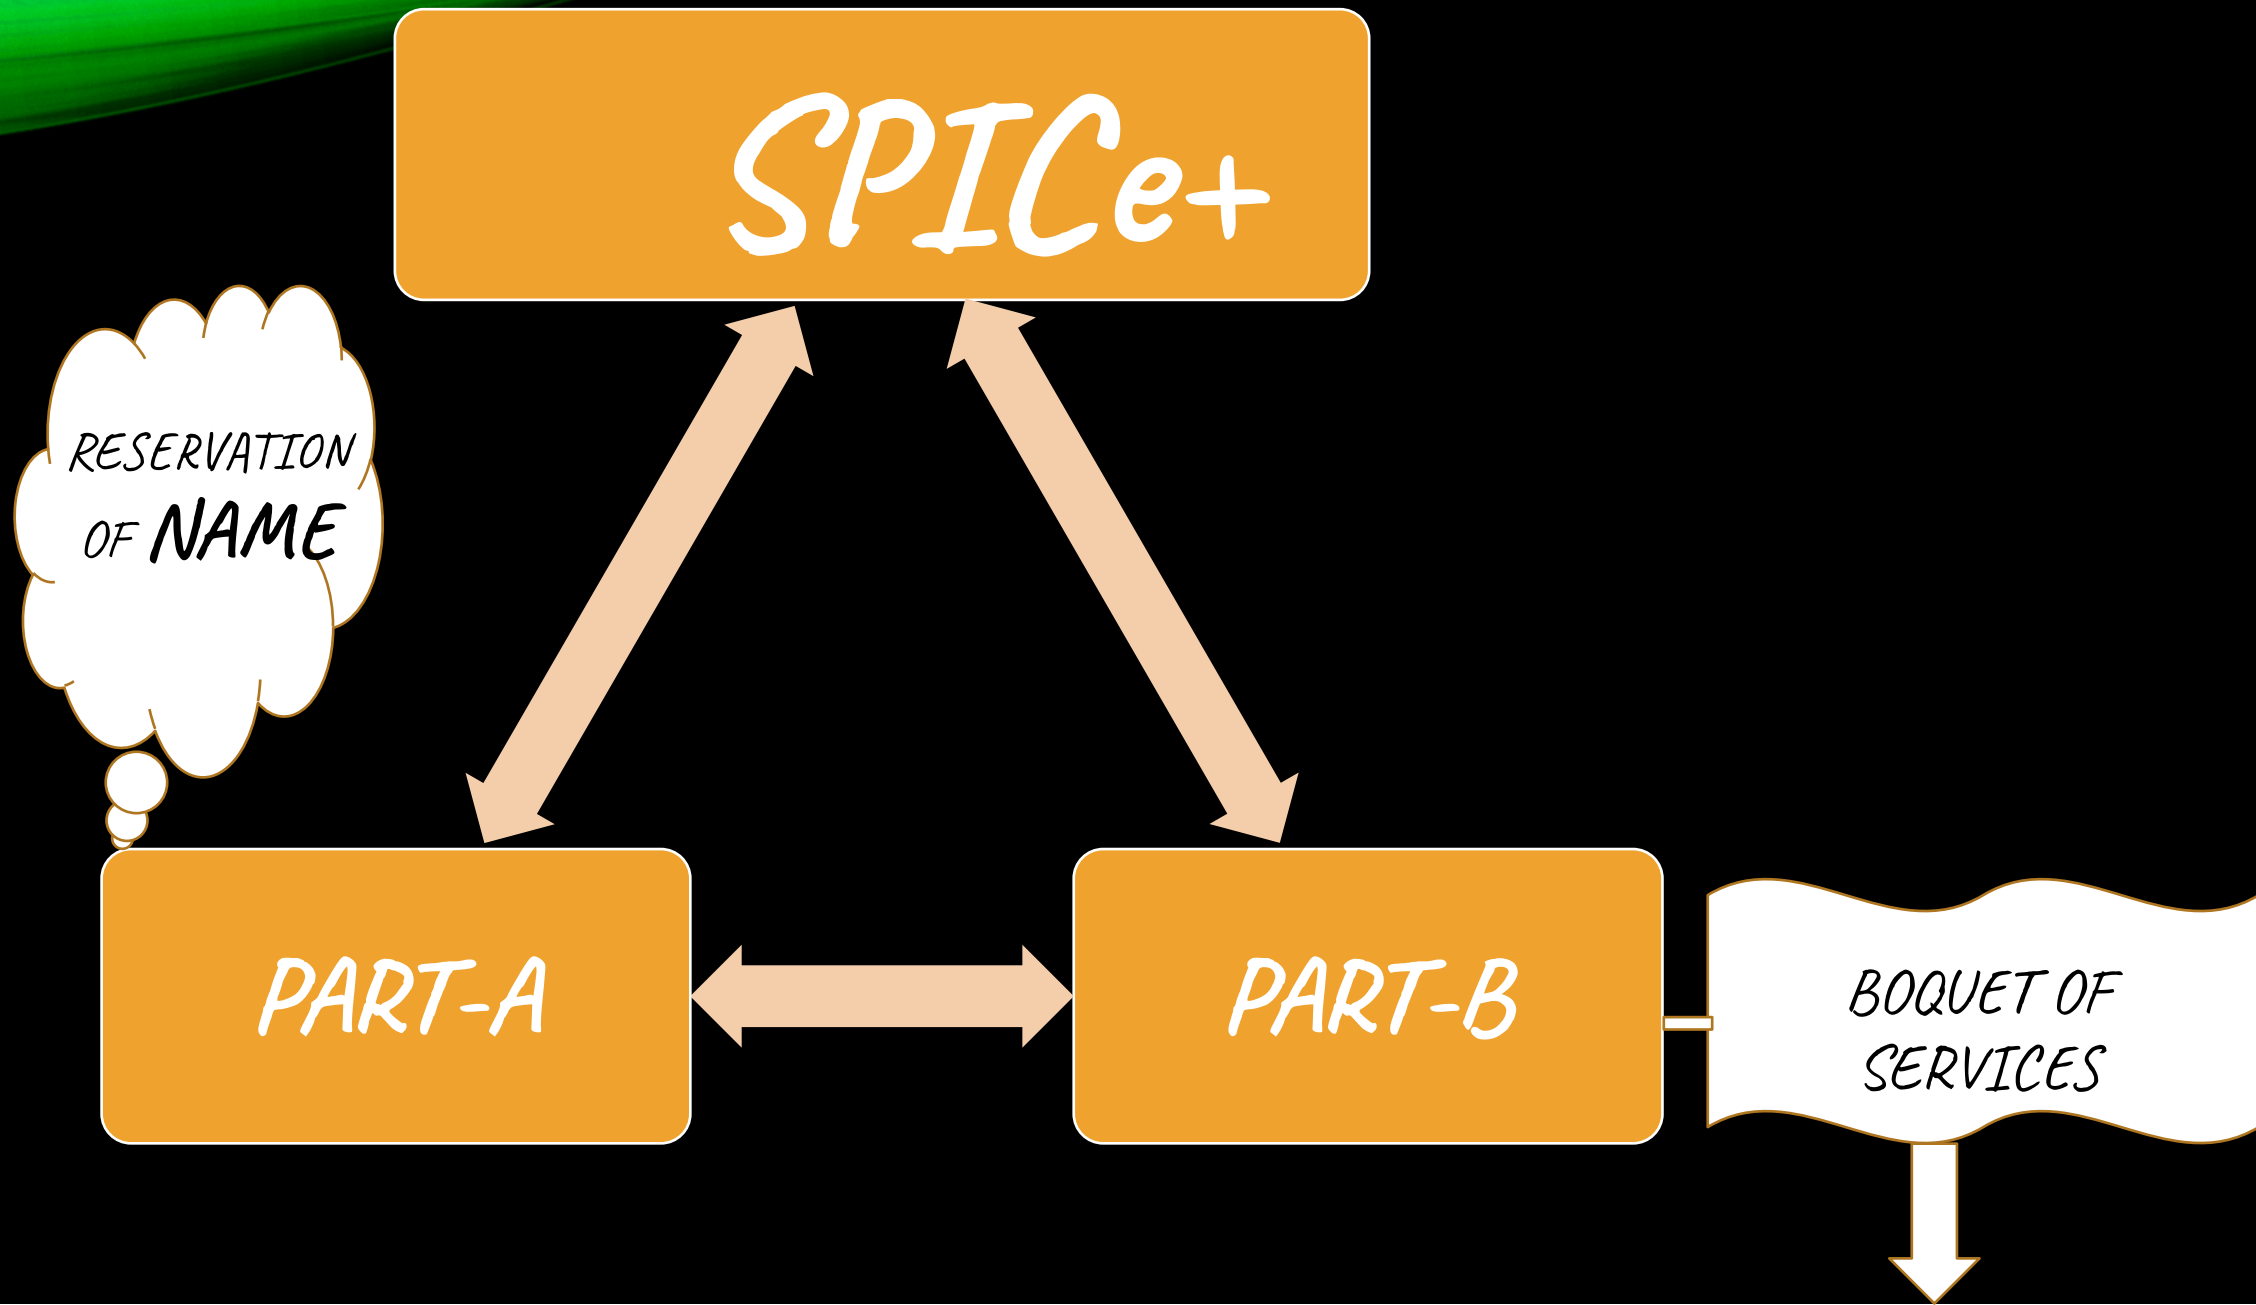 SPICe+
RESERVATION
OF NAME
PART-A
PART-B
BOQUET OF
SERVICES